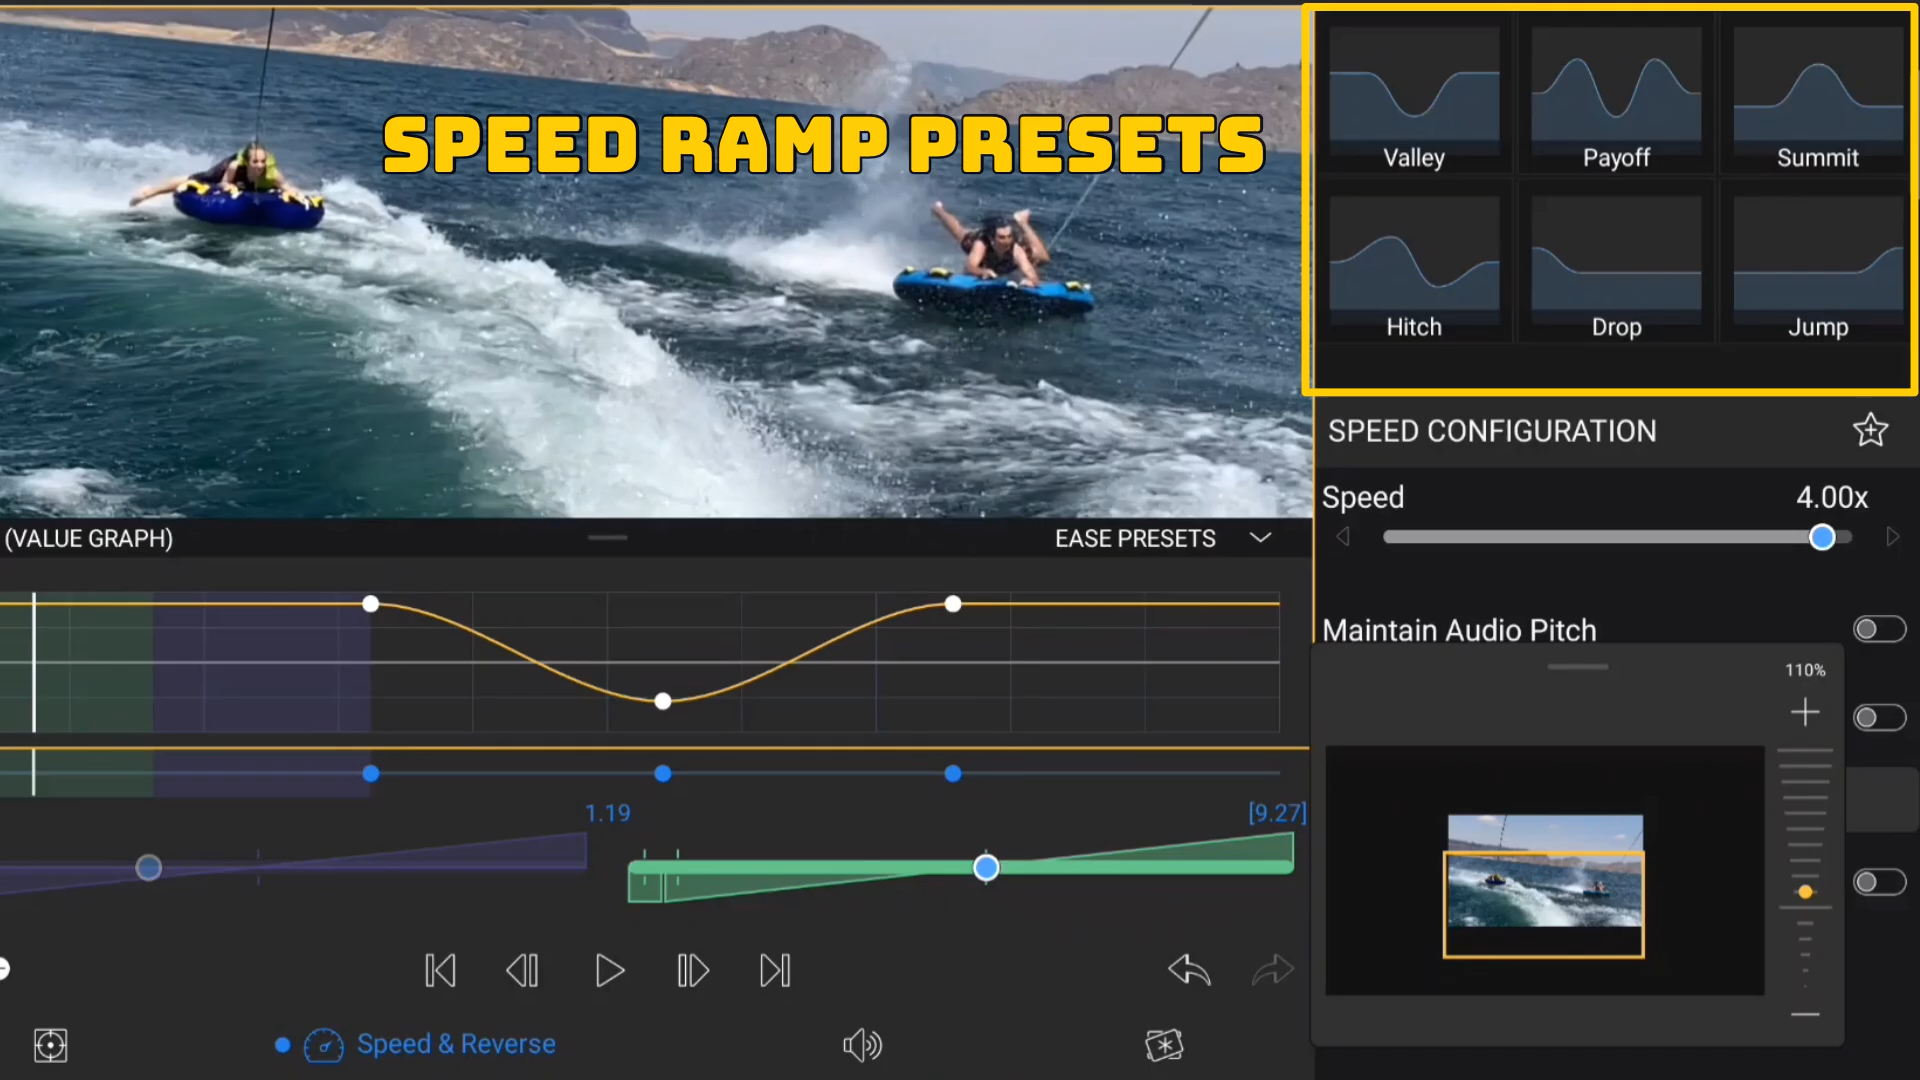 SPEED RAMP PRESETS
Valley
Payoff
Summit
Hitch
Drop
Jump
SPEED CONFIGURATION
Speed
4.00x
Maintain Audio Pitch
110%
(VALUE GRAPH)
EASE PRESETS
1.19
[9.27]
Speed & Reverse